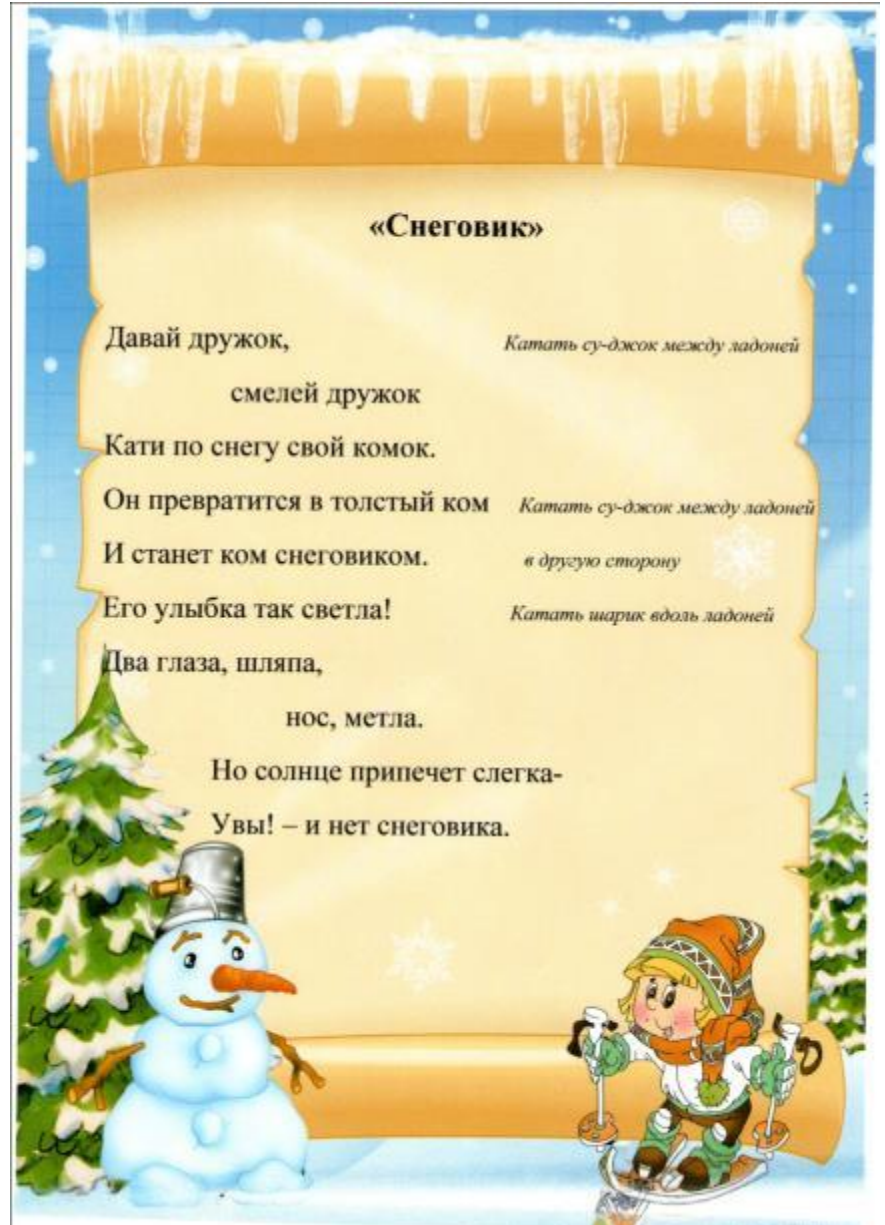 «Снеговик»
Давай дружок, Катать су-джок между ладоней
смелей дружок
Кати по снегу свой комок.
Он превратится в толстый ком Катать су-джок между ладоней
И станет ком снеговиком. в другую сторону
Его улыбка так светла! Катать шарик вдоль ладоней
Два глаза, шляпа,
нос, метла.
Но солнце припечет слегка-
Увы! – и нет снеговика.